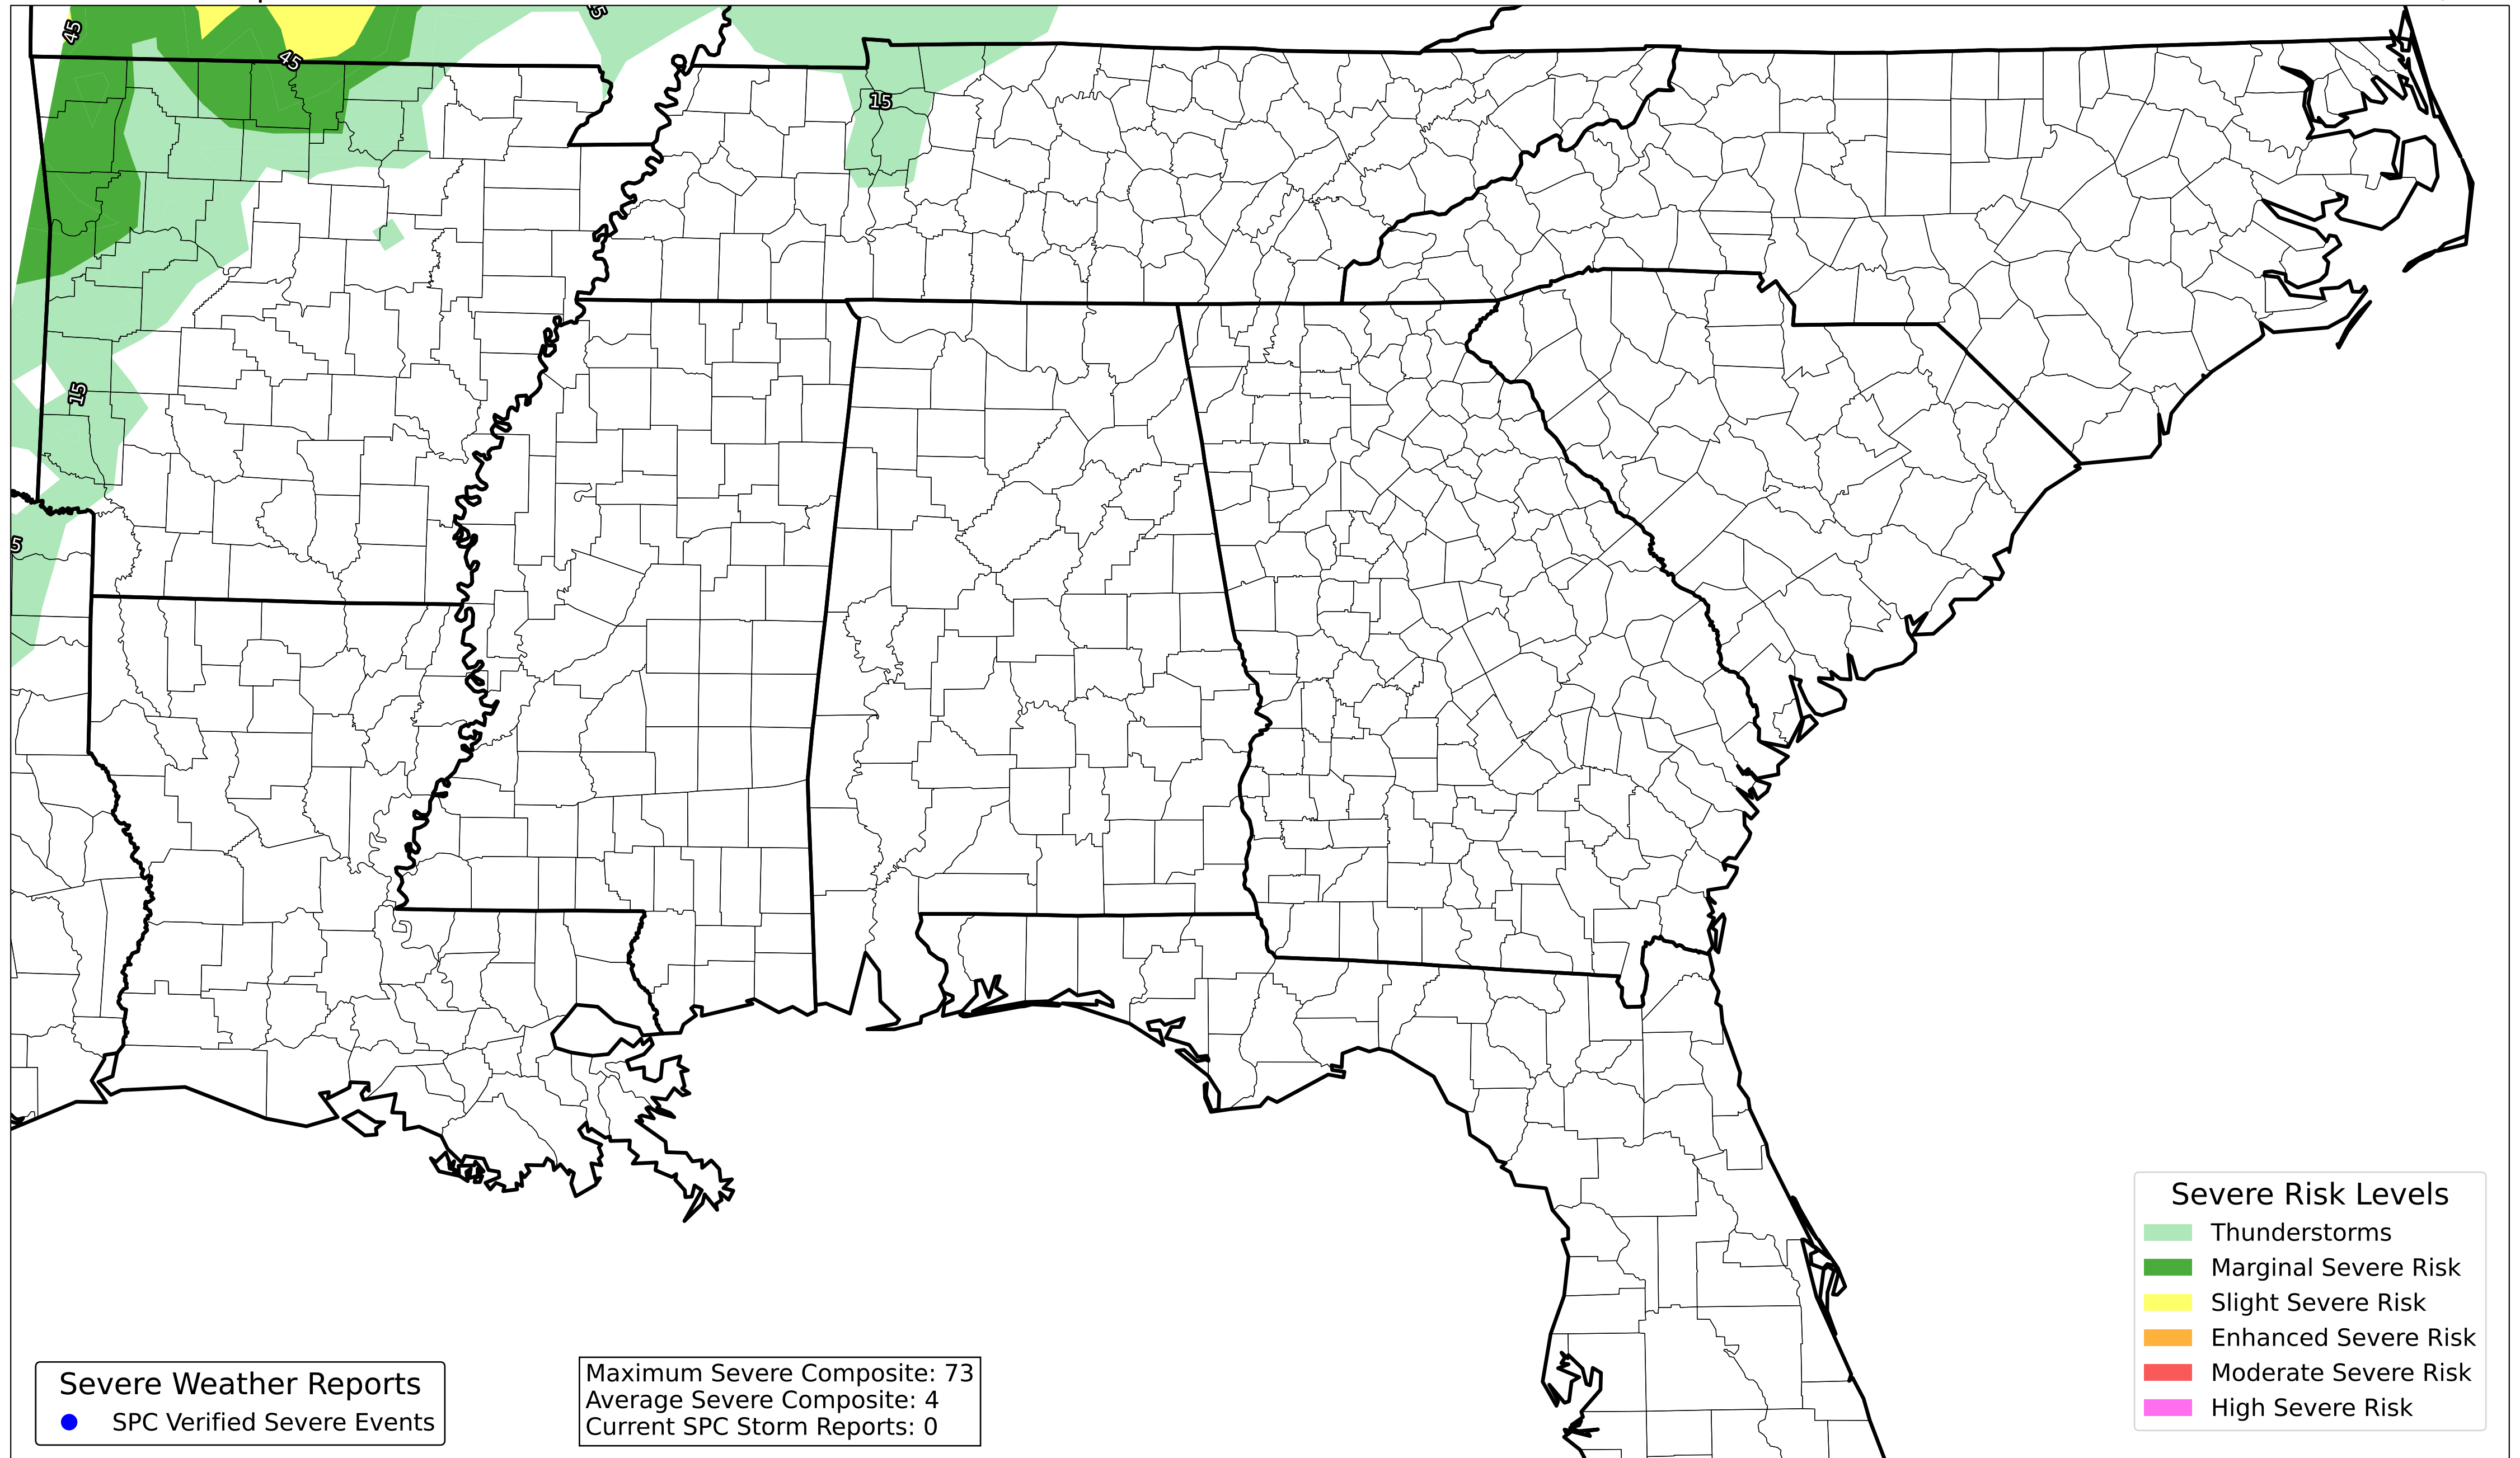 45
45
15
15
5
Severe Risk Levels
Thunderstorms
Marginal Severe Risk
Slight Severe Risk
Enhanced Severe Risk
Moderate Severe Risk
High Severe Risk
Severe Weather Reports
SPC Verified Severe Events
Maximum Severe Composite: 73
Average Severe Composite: 4
Current SPC Storm Reports: 0